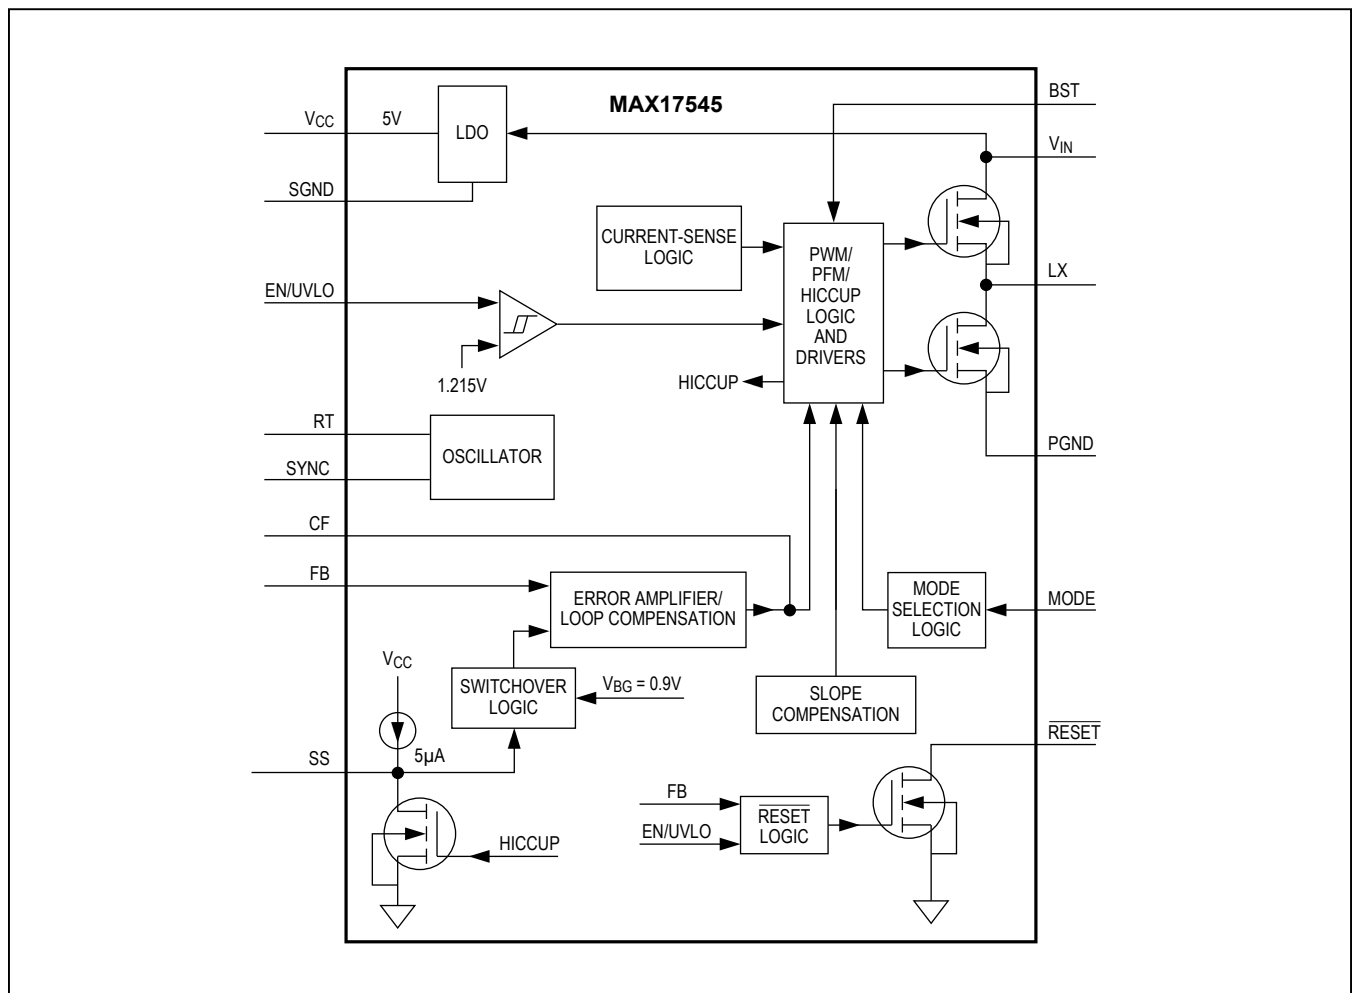 MAX17545
BST
VCC
5V
LDO
VIN
SGND
CURRENT-SENSE
LOGIC
PWM/
PFM/
HICCUP
LOGIC
AND
DRIVERS
LX
EN/UVLO
1.215V
HICCUP
RT
OSCILLATOR
SYNC
PGND
CF
FB
ERROR AMPLIFIER/
LOOP COMPENSATION
MODE
SELECTION
LOGIC
MODE
VCC
SWITCHOVER
LOGIC
VBG = 0.9V
SLOPE
COMPENSATION
RESET
5µA
SS
FB
RESET
LOGIC
EN/UVLO
HICCUP